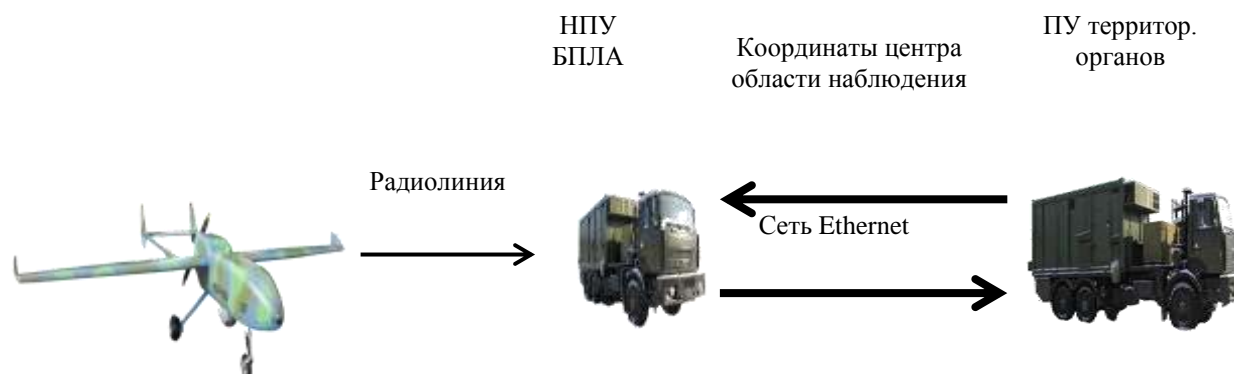 НПУ
БПЛА
Координаты центра
области наблюдения
ПУ территор.
органов
Радиолиния
Сеть Ethernet